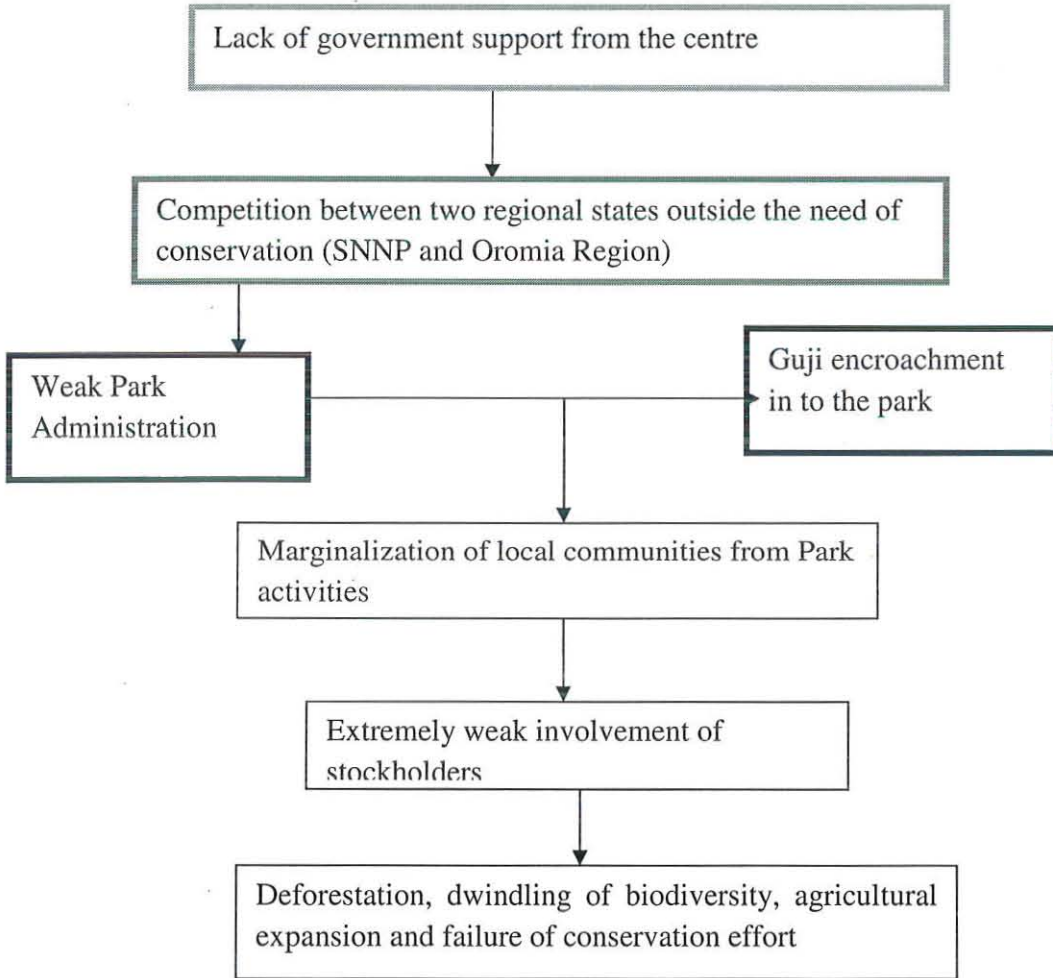 Lack of government support from the centre
Competition between two regional states outside the need of
conservation (SNNP and Oromia Region)
Weak Park
Administration
Guji encroachment
in to the park
Marginalization of local communities from Park
activities
Extremely weak involvement of
stockholders
Deforestation, dwindling of biodiversity, agricultural
expansion and failure of conservation effort